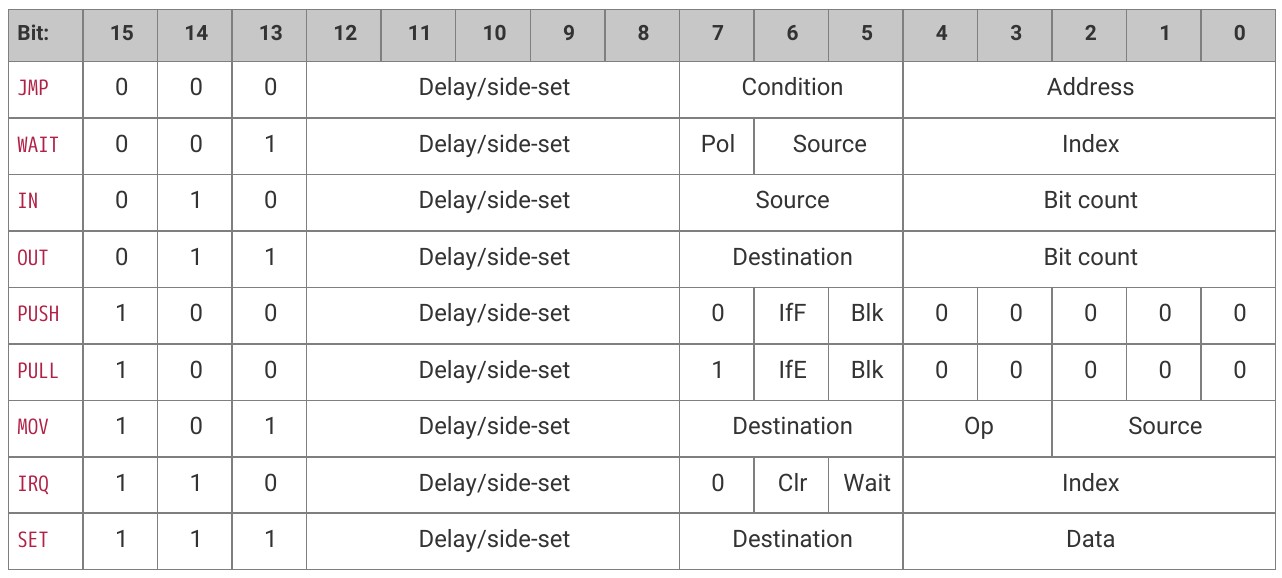 Bit: 15 14 13 12 11 10 9 8 7 6 5 4 3 2 1 0
JMP 0 0 0 Delay/side-set Condition Address
WAIT 0 0 1 Delay/side-set Pol Source Index
IN 0 1 0 Delay/side-set Source Bit count
OUT 0 1 1 Delay/side-set Destination Bit count
PUSH 1 0 0 Delay/side-set 0 IfF Blk 0 0 0 0 0
PULL 1 0 0 Delay/side-set 1 IfE Blk 0 0 0 0 0
MOV 1 0 1 Delay/side-set Destination Op Source
IRQ 1 1 0 Delay/side-set 0 Clr Wait Index
SET 1 1 1 Delay/side-set Destination Data